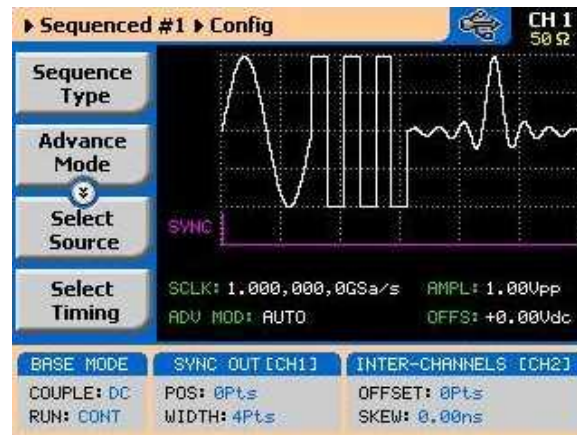 Sequenced #1 Config
CH 1
50 Ω
Sequence
Type
Advance
Mode
Select
Source
Select
Timing
SYNC
SCLK: 1.000,000,0GSa/s AMPL: 1.00Vpp
ADV MOD: AUTO OFFS: +0.00Vdc
BASE MODE
COUPLE: DC
RUN: CONT
SYNC OUT [CH1]
POS: 0Pts
WIDTH: 4Pts
INTER-CHANNELS [CH2]
OFFSET: 0Pts
SKEW: 0.00ns